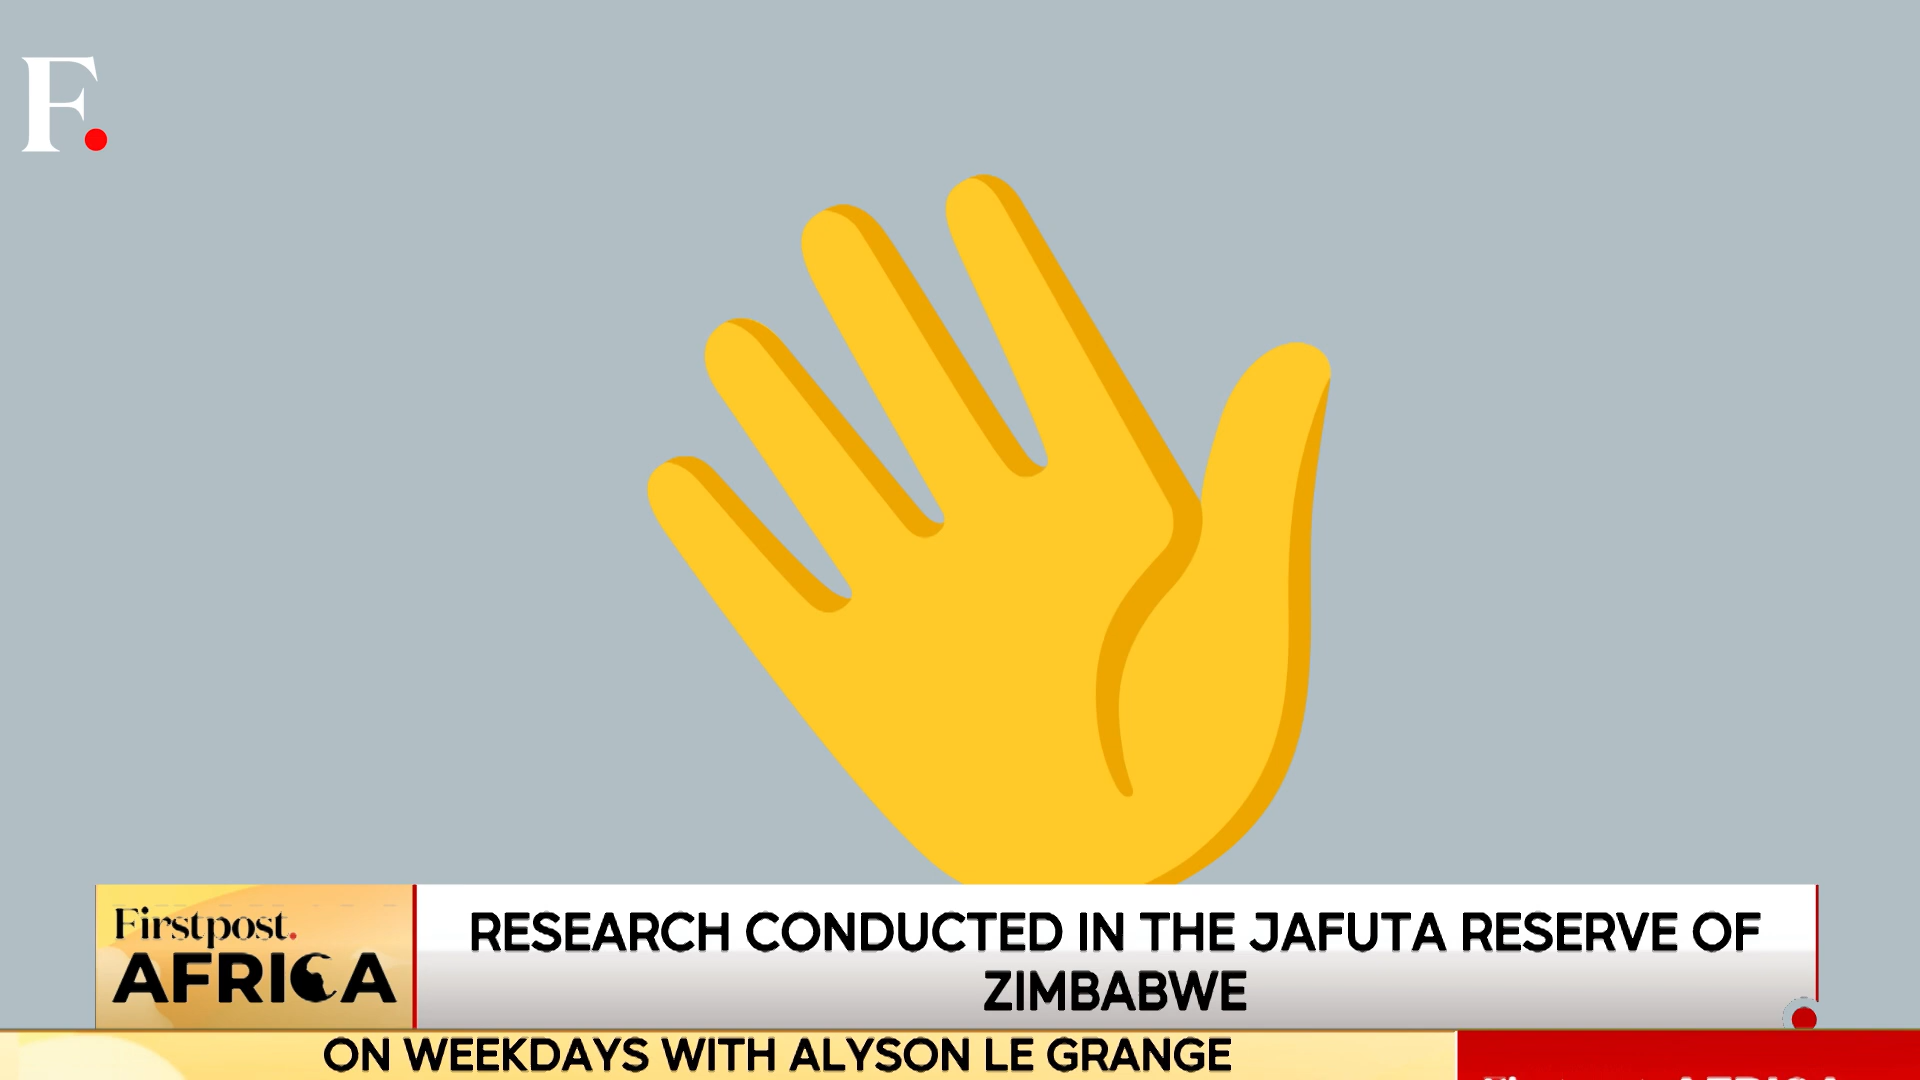 F.
Firstpost.
AFRICA
RESEARCH CONDUCTED IN THE JAFUTA RESERVE OF
ZIMBABWE
ON WEEKDAYS WITH ALYSON LE GRANGE